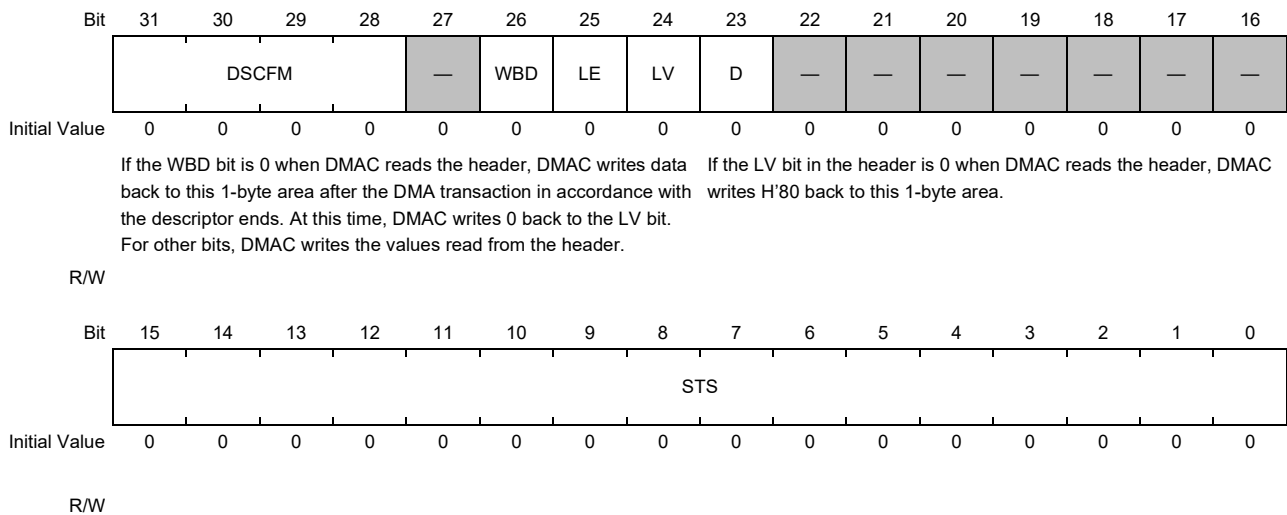 Bit 31 30 29 28 27 26 25 24 23 22 21 20 19 18 17 16
DSCFM — WBD LE LV D — — — — — — —
Initial Value 0 0 0 0 0 0 0 0 0 0 0 0 0 0 0 0
If the WBD bit is 0 when DMAC reads the header, DMAC writes data
back to this 1-byte area after the DMA transaction in accordance with
the descriptor ends. At this time, DMAC writes 0 back to the LV bit.
For other bits, DMAC writes the values read from the header.
If the LV bit in the header is 0 when DMAC reads the header, DMAC
writes H'80 back to this 1-byte area.
R/W
Bit 15 14 13 12 11 10 9 8 7 6 5 4 3 2 1 0
STS
Initial Value 0 0 0 0 0 0 0 0 0 0 0 0 0 0 0 0
R/W